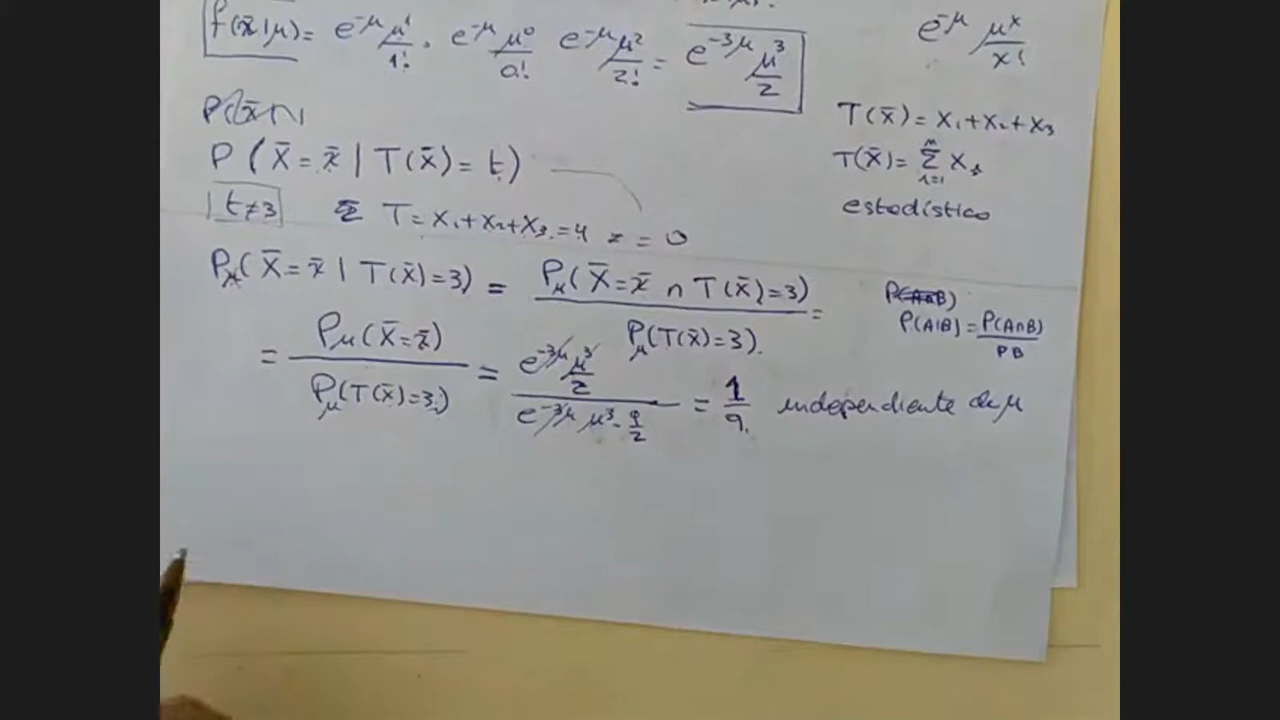 f(x̄|μ) = e^-μ μ^1/1! · e^-μ μ^0/0! e^-μ μ^2/2! = e^-3μ μ^3/2
e^-μ μ^x/x!
T(x̄) = x1 + x2 + x3
T(x̄) = Σ_{i=1}^{n} xi
estadístico
P(X̄ = x̄ | T(x̄) = t)
t ≠ 3 T = x1 + x2 + x3 = 4 = 0
Pμ(X̄ = x̄ | T(x̄) = 3) = Pμ(X̄ = x̄ ∩ T(x̄) = 3) / Pμ(T(x̄) = 3). =
P(A∩B)
P(A|B) = P(A∩B)/PB
= Pμ(X̄ = x̄) / Pμ(T(x̄) = 3) = (e^-3μ μ^3/2) / (e^-3μ μ^3 · 9/2) = 1/9. independiente de μ